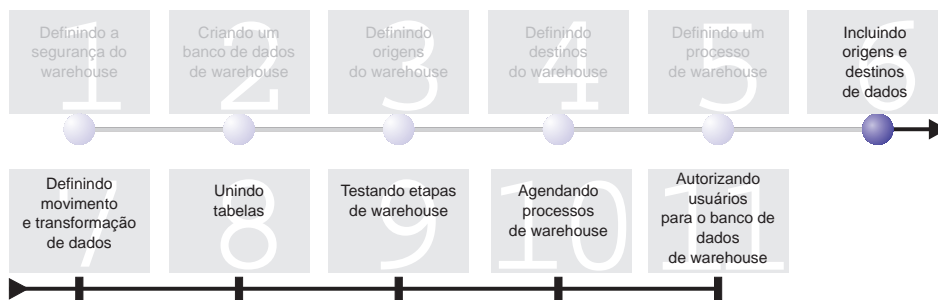 1
Definindo a
segurança do
warehouse
2
Criando um
banco de dados
de warehouse
3
Definindo
origens
do warehouse
4
Definindo
destinos
do warehouse
5
Definindo um
processo
de warehouse
6
Incluindo
origens e
destinos
de dados
7
Definindo
movimento
e transformação
de dados
8
Unindo
tabelas
9
Testando etapas
de warehouse
10
Agendando
processos
de warehouse
11
Autorizando
usuários
para o banco de
dados
de warehouse